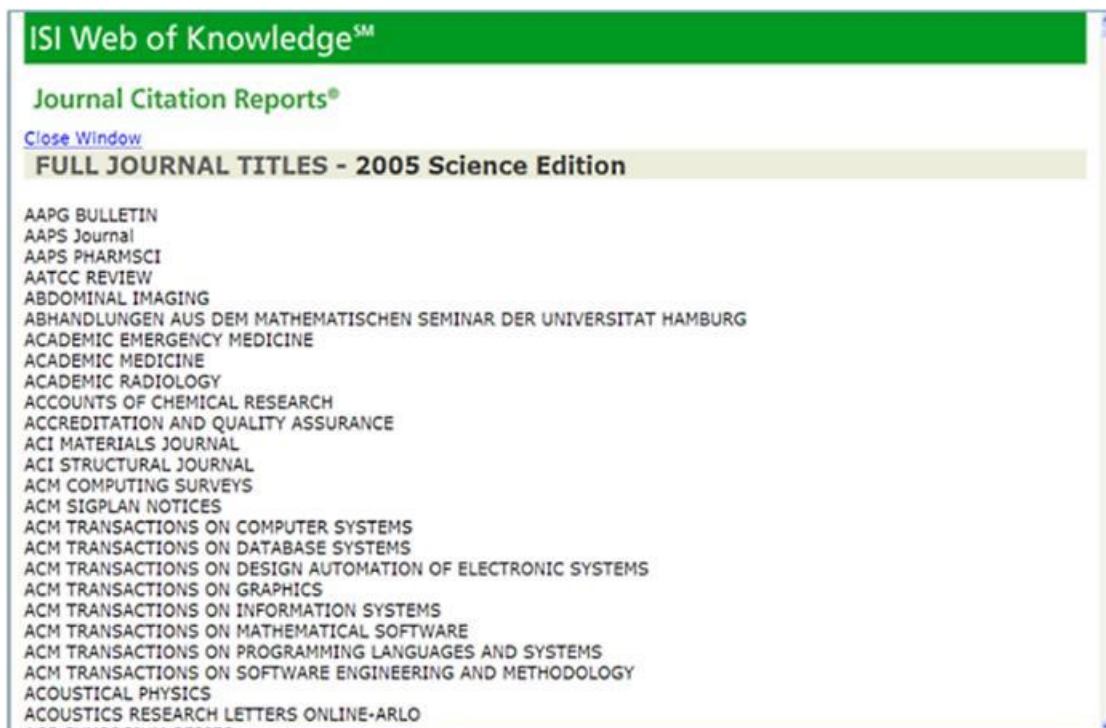 ISI Web of Knowledge℠
Journal Citation Reports®
Close Window
FULL JOURNAL TITLES - 2005 Science Edition
AAPG BULLETIN
AAPS Journal
AAPS PHARMSCI
AATCC REVIEW
ABDOMINAL IMAGING
ABHANDLUNGEN AUS DEM MATHEMATISCHEN SEMINAR DER UNIVERSITAT HAMBURG
ACADEMIC EMERGENCY MEDICINE
ACADEMIC MEDICINE
ACADEMIC RADIOLOGY
ACCOUNTS OF CHEMICAL RESEARCH
ACCREDITATION AND QUALITY ASSURANCE
ACI MATERIALS JOURNAL
ACI STRUCTURAL JOURNAL
ACM COMPUTING SURVEYS
ACM SIGPLAN NOTICES
ACM TRANSACTIONS ON COMPUTER SYSTEMS
ACM TRANSACTIONS ON DATABASE SYSTEMS
ACM TRANSACTIONS ON DESIGN AUTOMATION OF ELECTRONIC SYSTEMS
ACM TRANSACTIONS ON GRAPHICS
ACM TRANSACTIONS ON INFORMATION SYSTEMS
ACM TRANSACTIONS ON MATHEMATICAL SOFTWARE
ACM TRANSACTIONS ON PROGRAMMING LANGUAGES AND SYSTEMS
ACM TRANSACTIONS ON SOFTWARE ENGINEERING AND METHODOLOGY
ACOUSTICAL PHYSICS
ACOUSTICS RESEARCH LETTERS ONLINE-ARLO